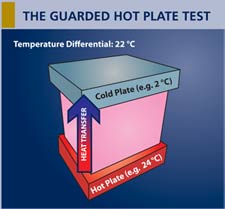 THE GUARDED HOT PLATE TEST
Temperature Differential: 22 °C
Cold Plate (e.g. 2 °C)
HEAT TRANSFER
Hot Plate (e.g. 24 °C)